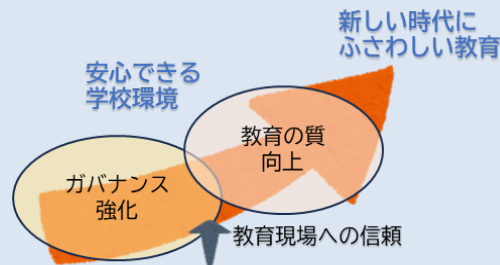 新しい時代に
ふさわしい教育
安心できる
学校環境
教育の質
向上
ガバナンス
強化
教育現場への信頼